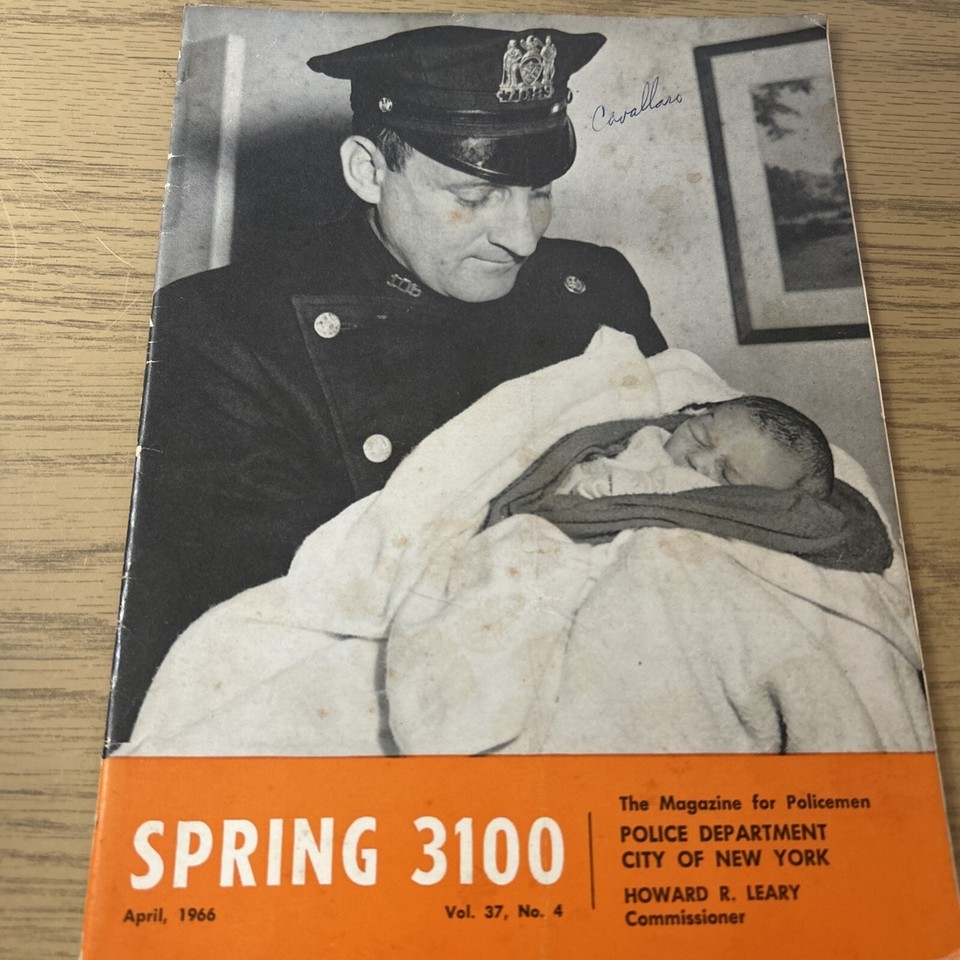 Cavallaro
SPRING 3100
April, 1966
Vol. 37, No. 4
The Magazine for Policemen
POLICE DEPARTMENT
CITY OF NEW YORK
HOWARD R. LEARY
Commissioner